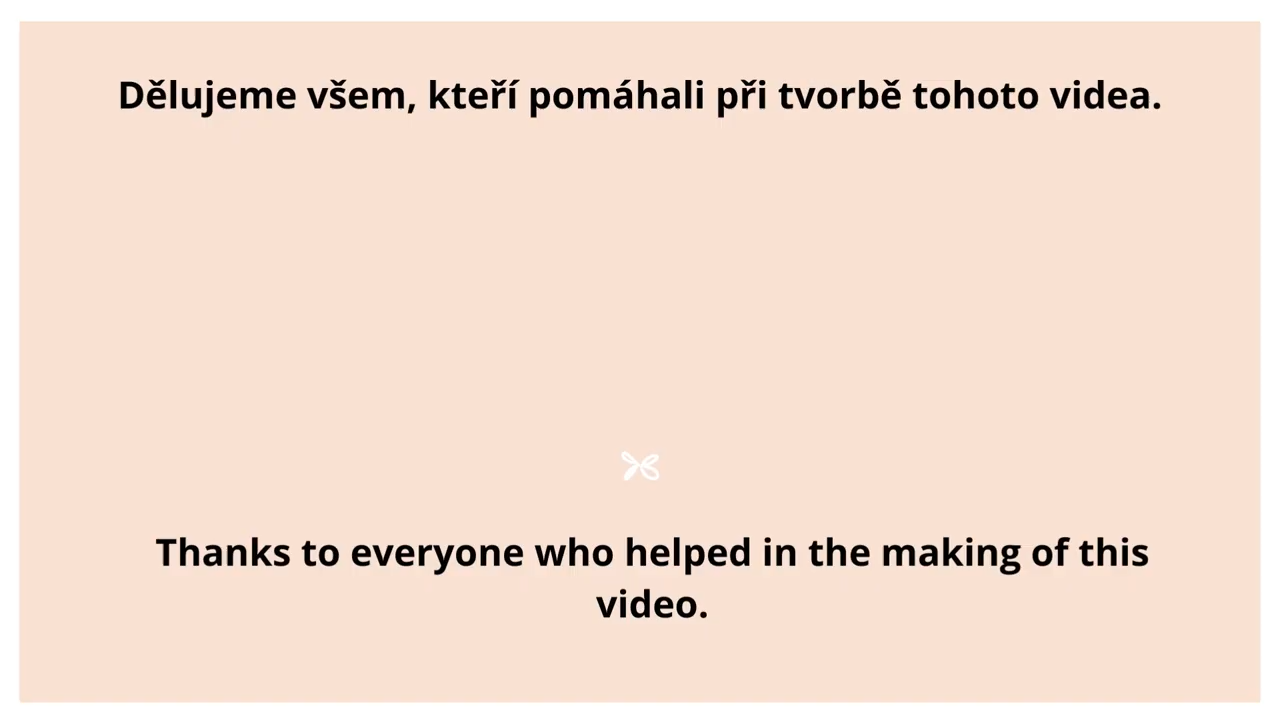 Dělujeme všem, kteří pomáhali při tvorbě tohoto videa.
Thanks to everyone who helped in the making of this
video.